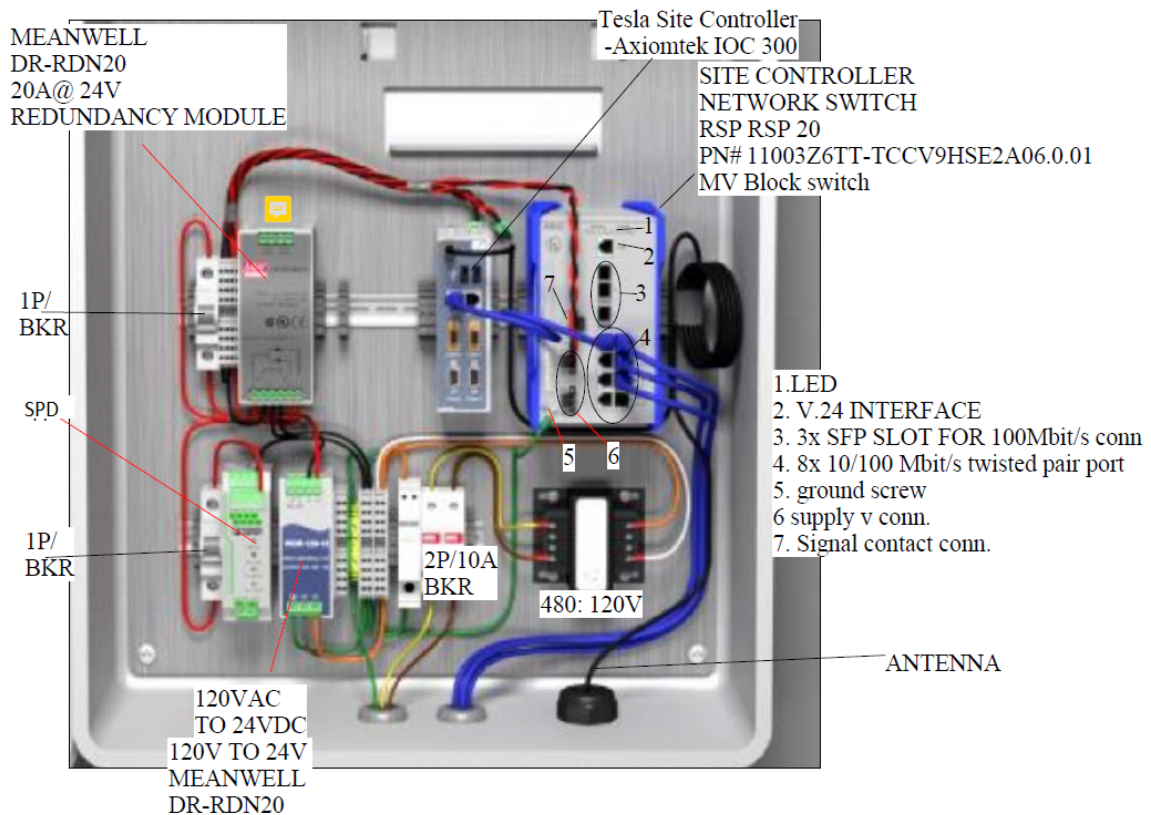 MEANWELL
DR-RDN20
20A@ 24V
REDUNDANCY MODULE
Tesla Site Controller
-Axiomtek IOC 300
SITE CONTROLLER
NETWORK SWITCH
RSP RSP 20
PN# 11003Z6TT-TCCV9HSE2A06.0.01
MV Block switch
1
2
7
3
4
1P/
BKR
1.LED
2. V.24 INTERFACE
3. 3x SFP SLOT FOR 100Mbit/s conn
4. 8x 10/100 Mbit/s twisted pair port
5. ground screw
6 supply v conn.
7. Signal contact conn.
SPD
5
6
1P/
BKR
2P/10A
BKR
480: 120V
ANTENNA
120VAC
TO 24VDC
120V TO 24V
MEANWELL
DR-RDN20